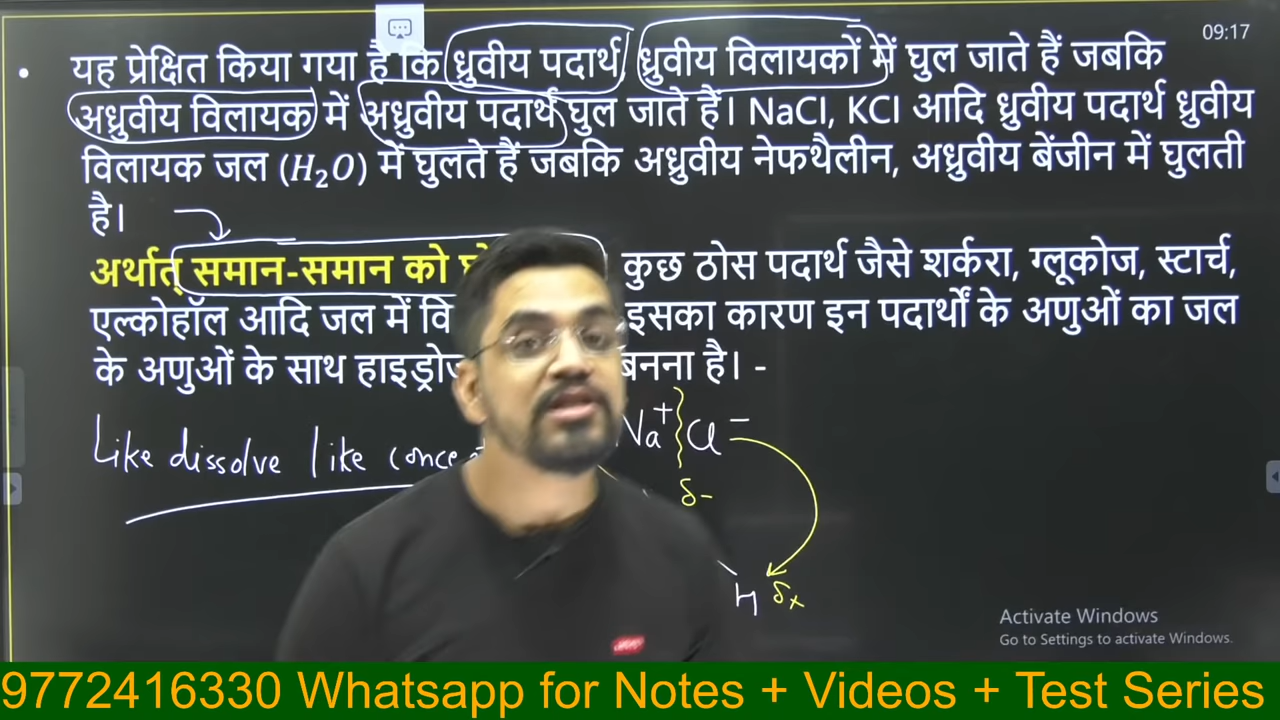 09:17
यह प्रेक्षित किया गया है कि ध्रुवीय पदार्थ, ध्रुवीय विलायकों में घुल जाते हैं जबकि
अध्रुवीय विलायक में अध्रुवीय पदार्थ घुल जाते हैं। NaCl, KCl आदि ध्रुवीय पदार्थ ध्रुवीय
विलायक जल (H₂O) में घुलते हैं जबकि अध्रुवीय नेफथैलीन, अध्रुवीय बेंजीन में घुलती
है।
अर्थात् समान-समान को कुछ ठोस पदार्थ जैसे शर्करा, ग्लूकोज, स्टार्च,
एल्कोहॉल आदि जल में इसका कारण इन पदार्थों के अणुओं का जल
के अणुओं के साथ बनना है। -
Like dissolve like
Na⁺ Cl⁻
δ-
H δ+
Activate Windows
Go to Settings to activate Windows.
9772416330 Whatsapp for Notes + Videos + Test Series